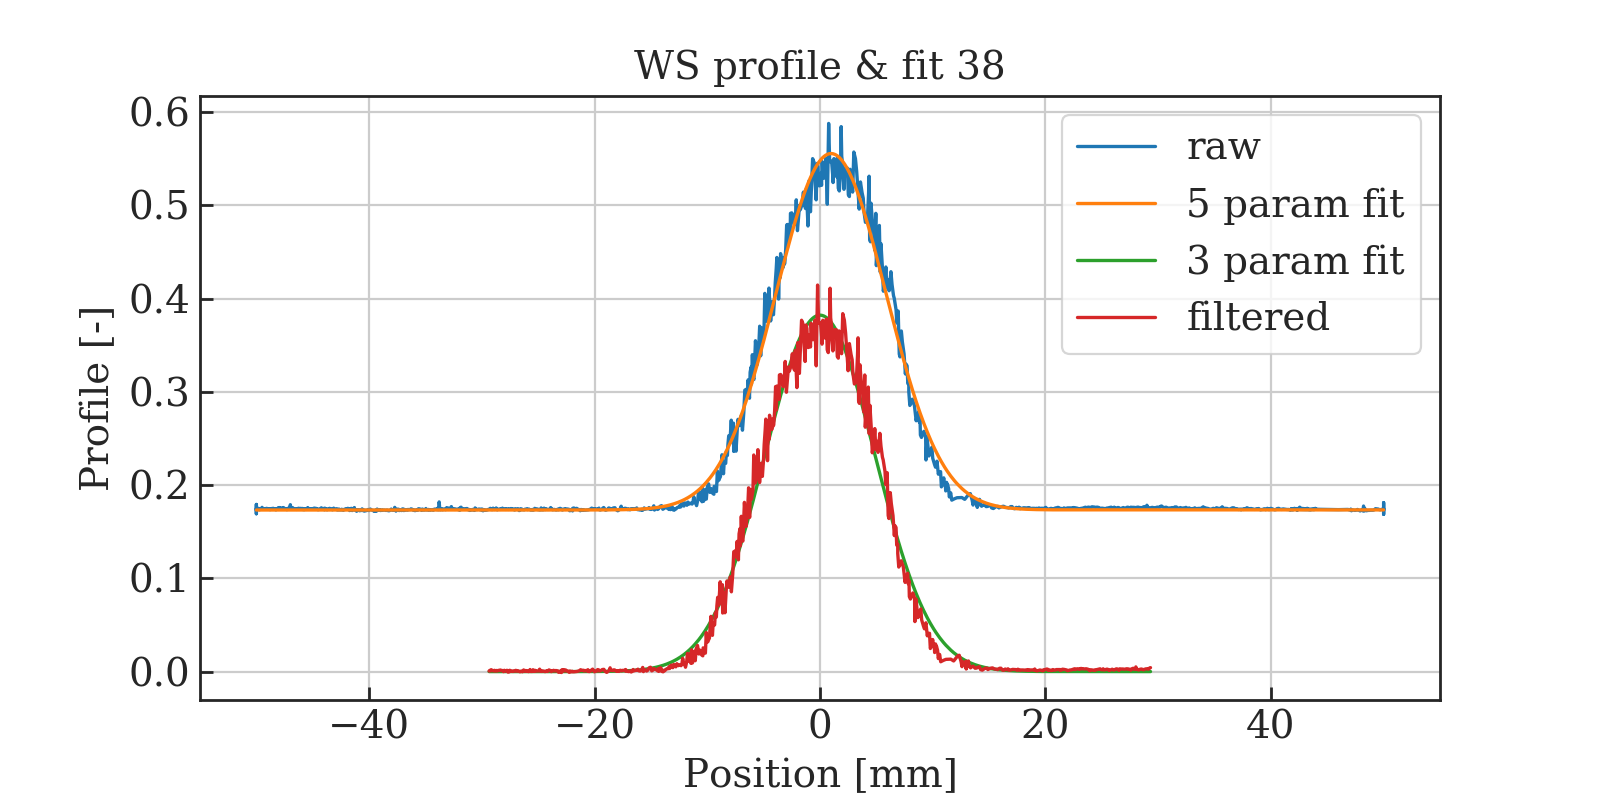 WS profile & fit 38
0.6
0.5
0.4
0.3
0.2
0.1
0.0
Profile [-]
raw
5 param fit
3 param fit
filtered
−40
−20
0
20
40
Position [mm]